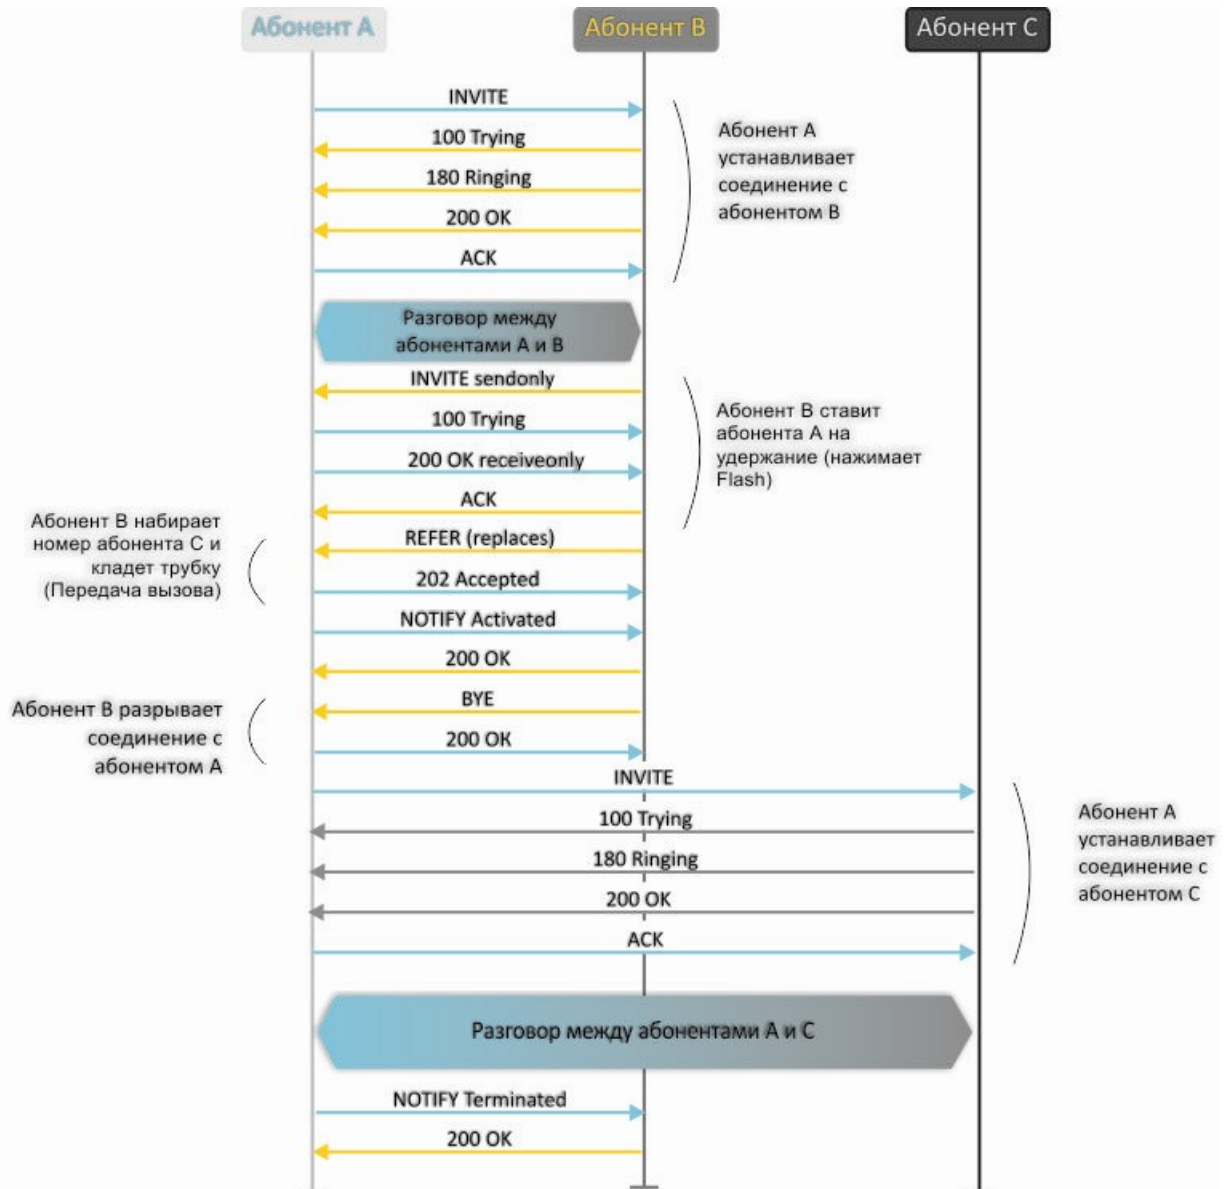 Абонент А
Абонент В
Абонент С
INVITE
100 Trying
180 Ringing
200 OK
ACK
Абонент А
устанавливает
соединение с
абонентом В
Разговор между
абонентами А и В
INVITE sendonly
100 Trying
200 OK receiveonly
ACK
Абонент В ставит
абонента А на
удержание (нажимает
Flash)
REFER (replaces)
202 Accepted
Абонент В набирает
номер абонента С и
кладет трубку
(Передача вызова)
NOTIFY Activated
200 OK
BYE
200 OK
Абонент В разрывает
соединение с
абонентом А
INVITE
100 Trying
180 Ringing
200 OK
ACK
Абонент А
устанавливает
соединение с
абонентом С
Разговор между абонентами А и С
NOTIFY Terminated
200 OK